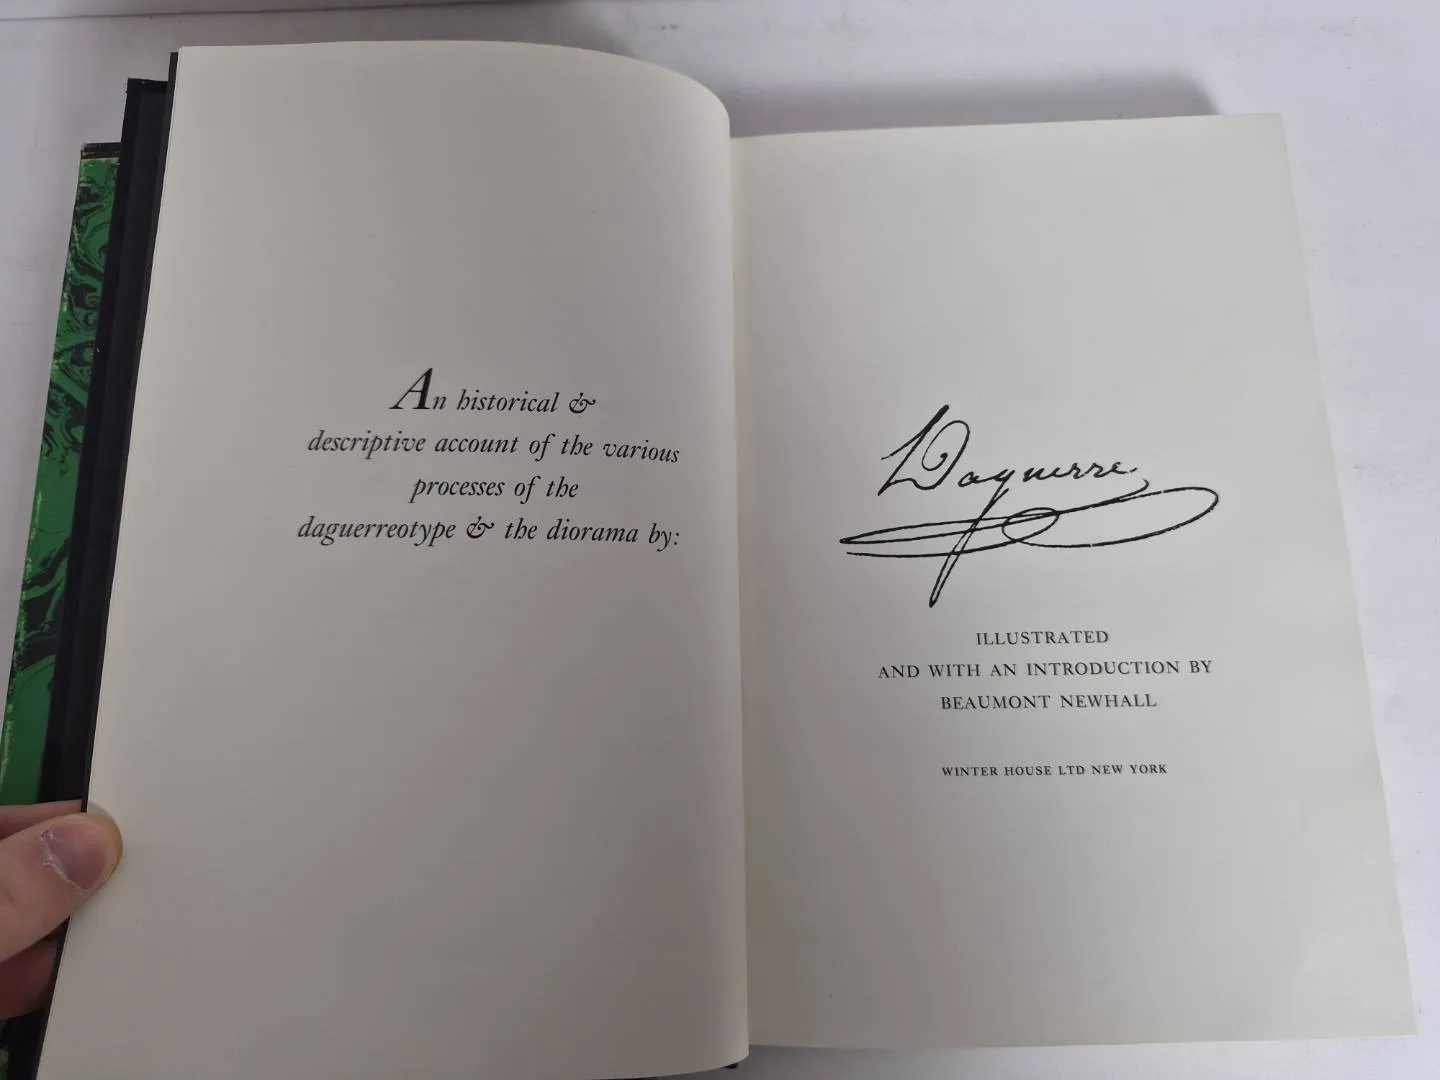 An historical &
descriptive account of the various
processes of the
daguerreotype & the diorama by:
Daguerre
ILLUSTRATED
AND WITH AN INTRODUCTION BY
BEAUMONT NEWHALL
WINTER HOUSE LTD NEW YORK